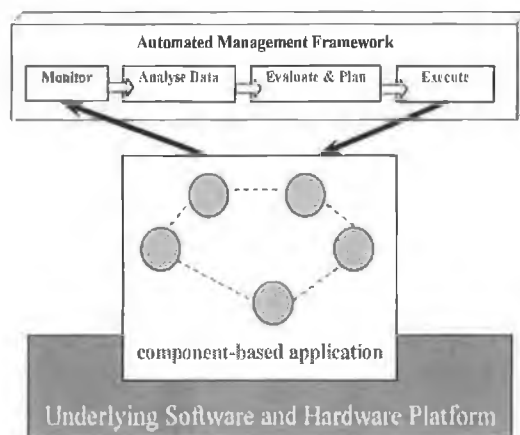 Automated Management Framework
Monitor
Analyse Data
Evaluate & Plan
Execute
component-based application
Underlying Software and Hardware Platform